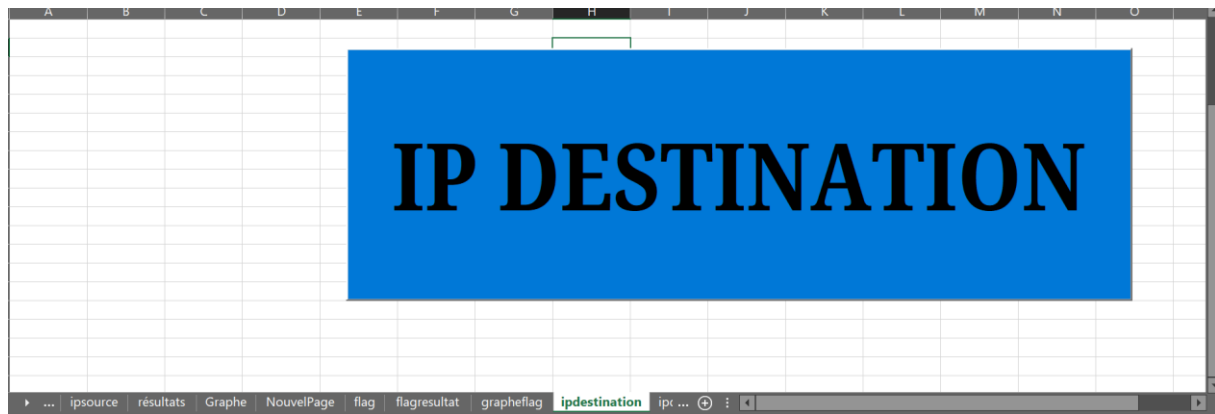 A B C D E F G H I J K L M N O
IP DESTINATION
... ipsource résultats Graphe NouvelPage flag flagresultat grapheflag ipdestination ...